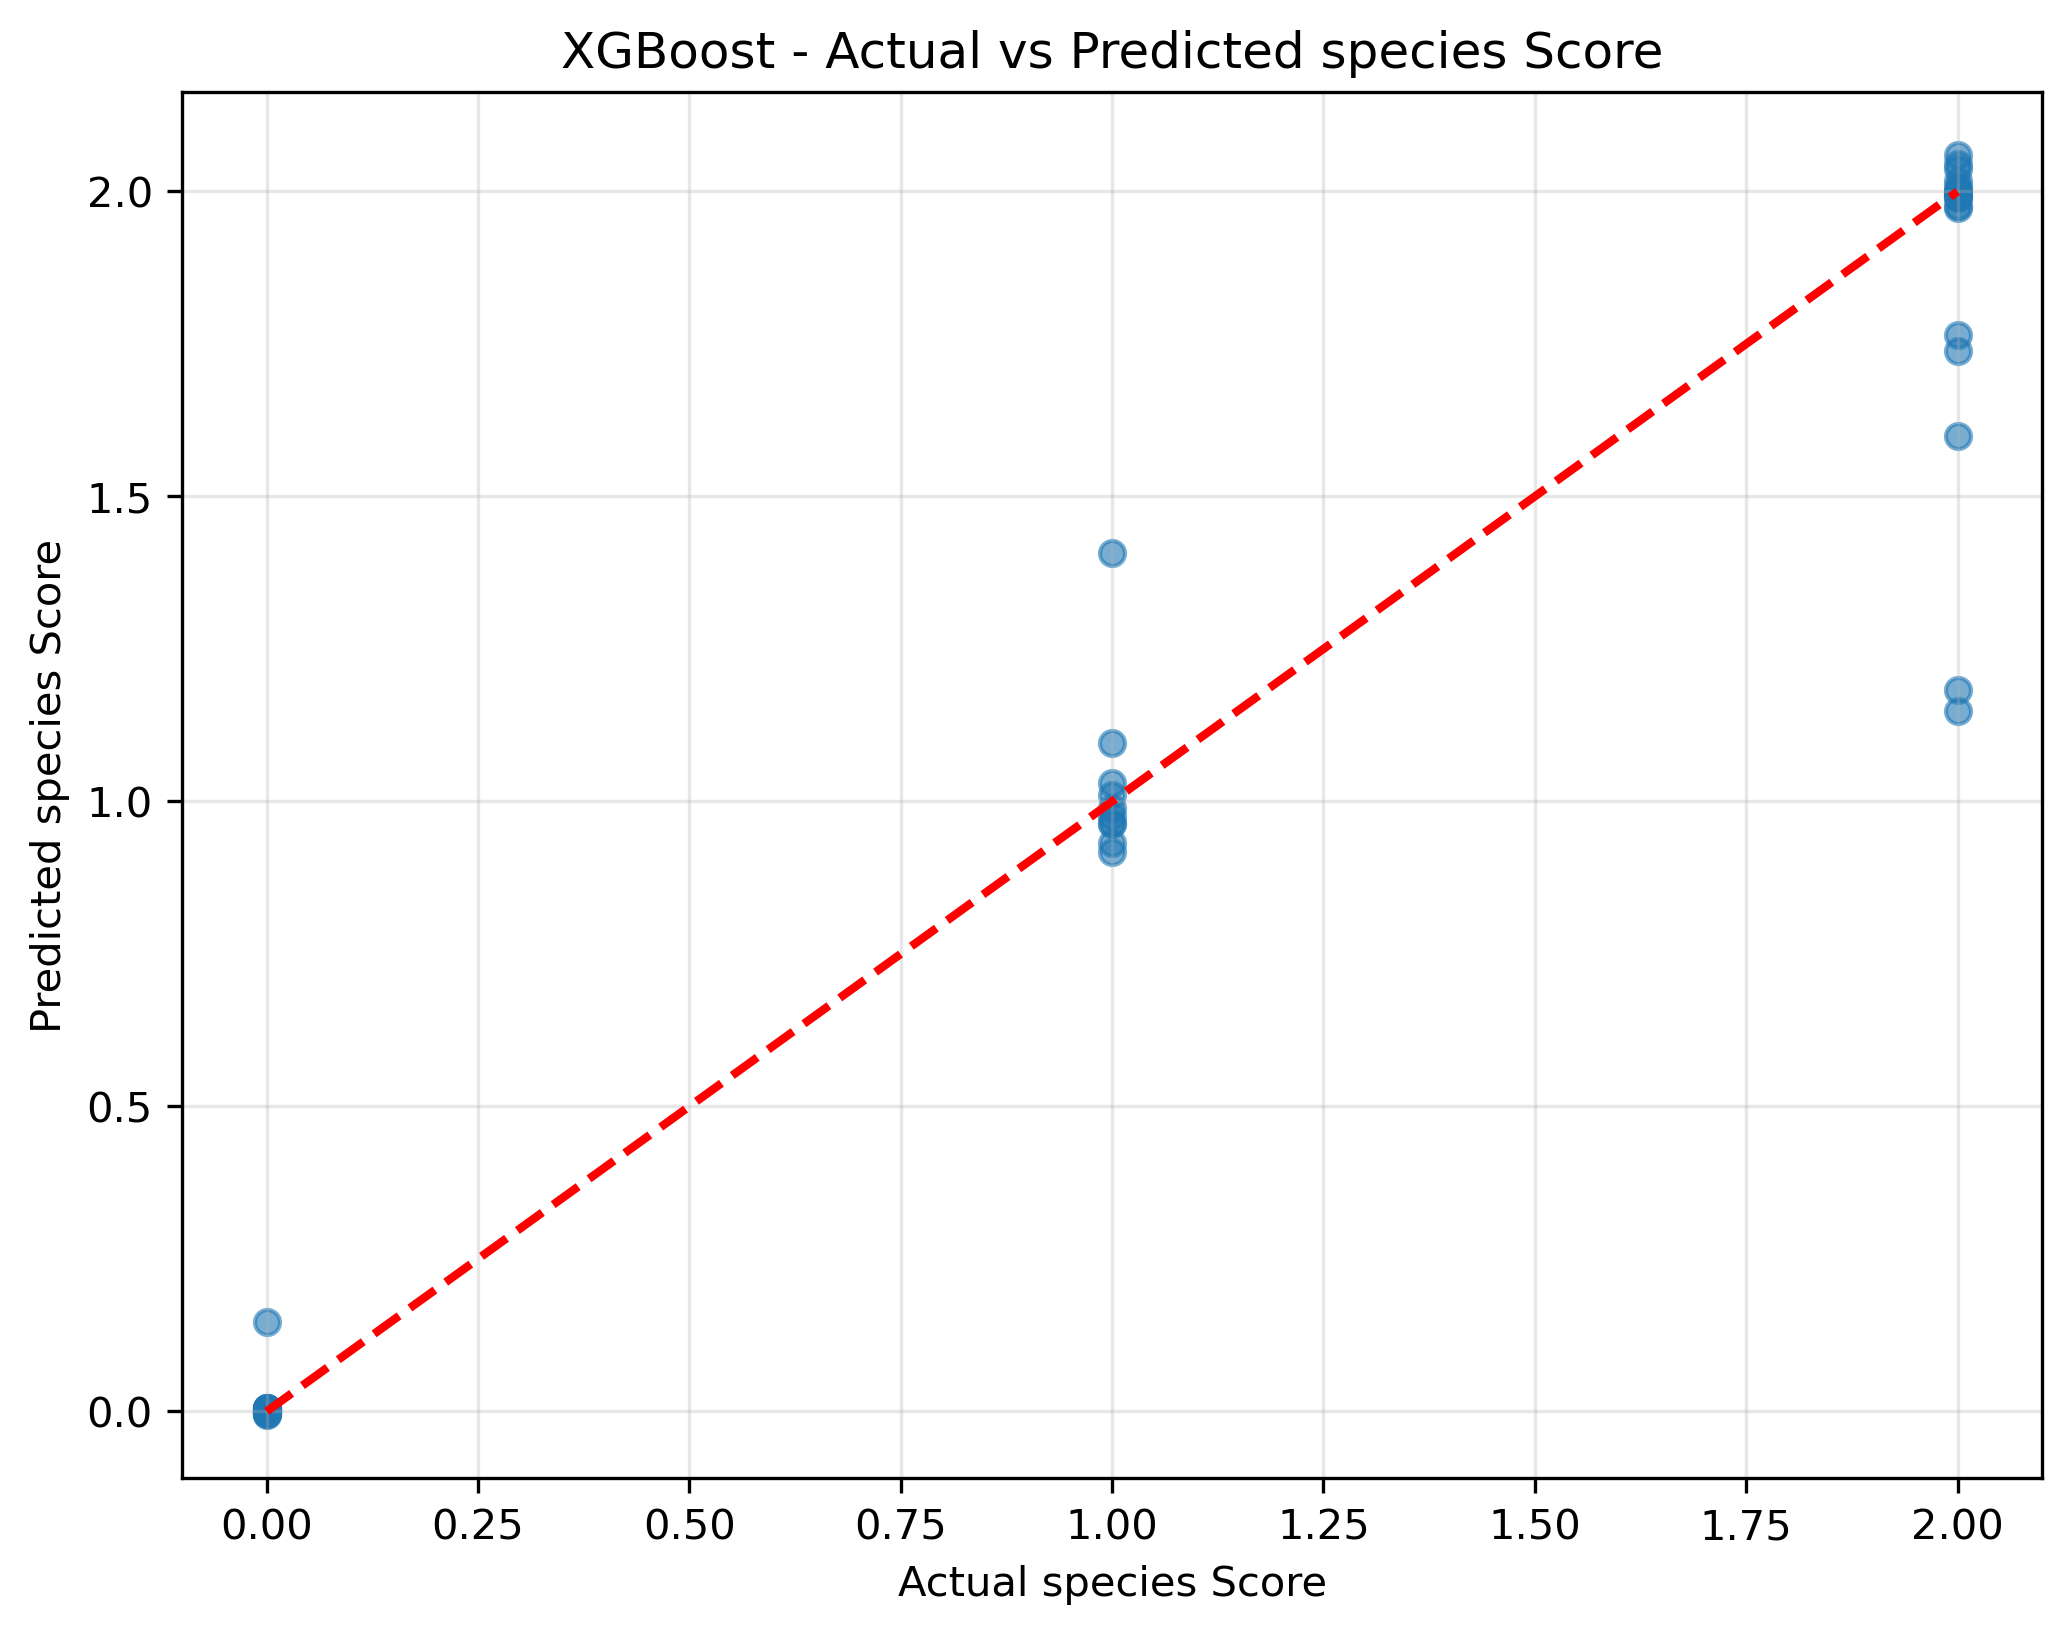 XGBoost - Actual vs Predicted species Score
Predicted species Score
2.0
1.5
1.0
0.5
0.0
0.00 0.25 0.50 0.75 1.00 1.25 1.50 1.75 2.00
Actual species Score